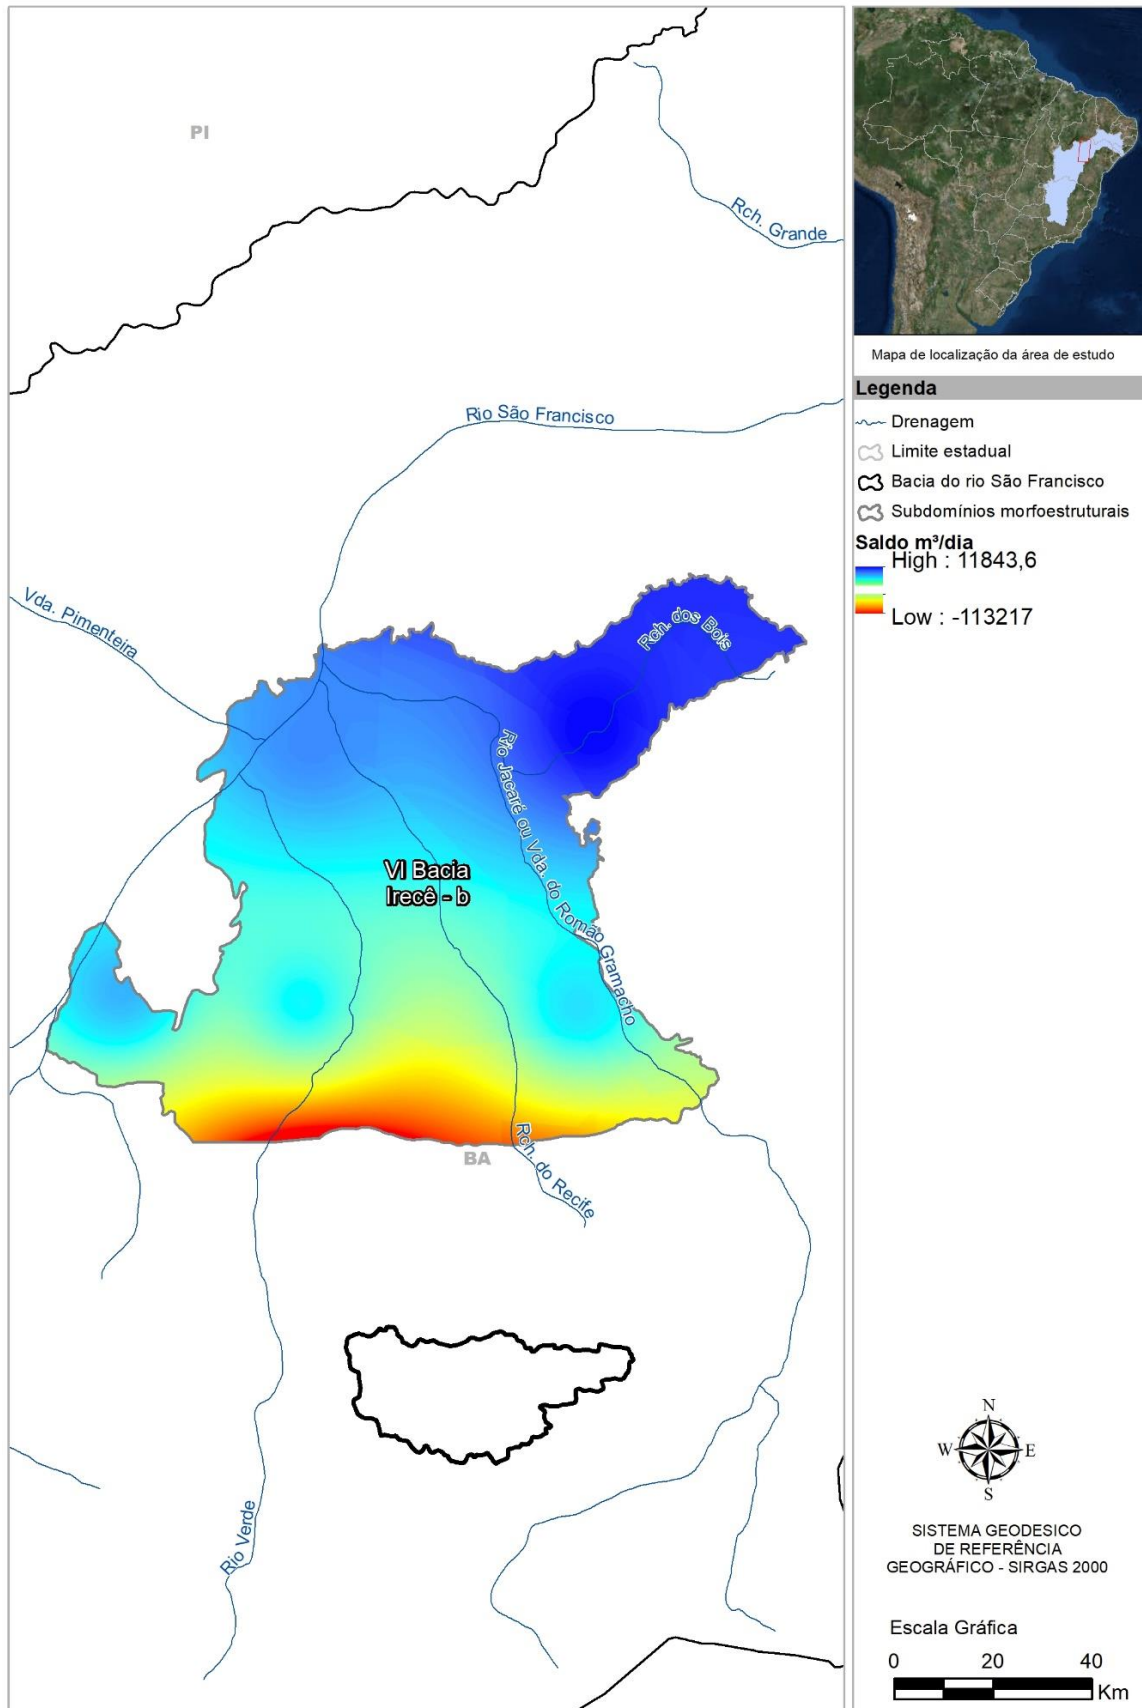 PI
Rch. Grande
Rio São Francisco
Vda. Pimenteira
Rch. dos Bois
Rio Jacaré ou Vda. do Romão Gramacho
VI Bacia
Irecê - b
BA
Rch. do Recife
Rio Verde
Mapa de localização da área de estudo
Legenda
Drenagem
Limite estadual
Bacia do rio São Francisco
Subdomínios morfoestruturais
Saldo m³/dia
High : 11843,6
Low : -113217
N
W E
S
SISTEMA GEODESICO
DE REFERÊNCIA
GEOGRÁFICO - SIRGAS 2000
Escala Gráfica
0 20 40
Km